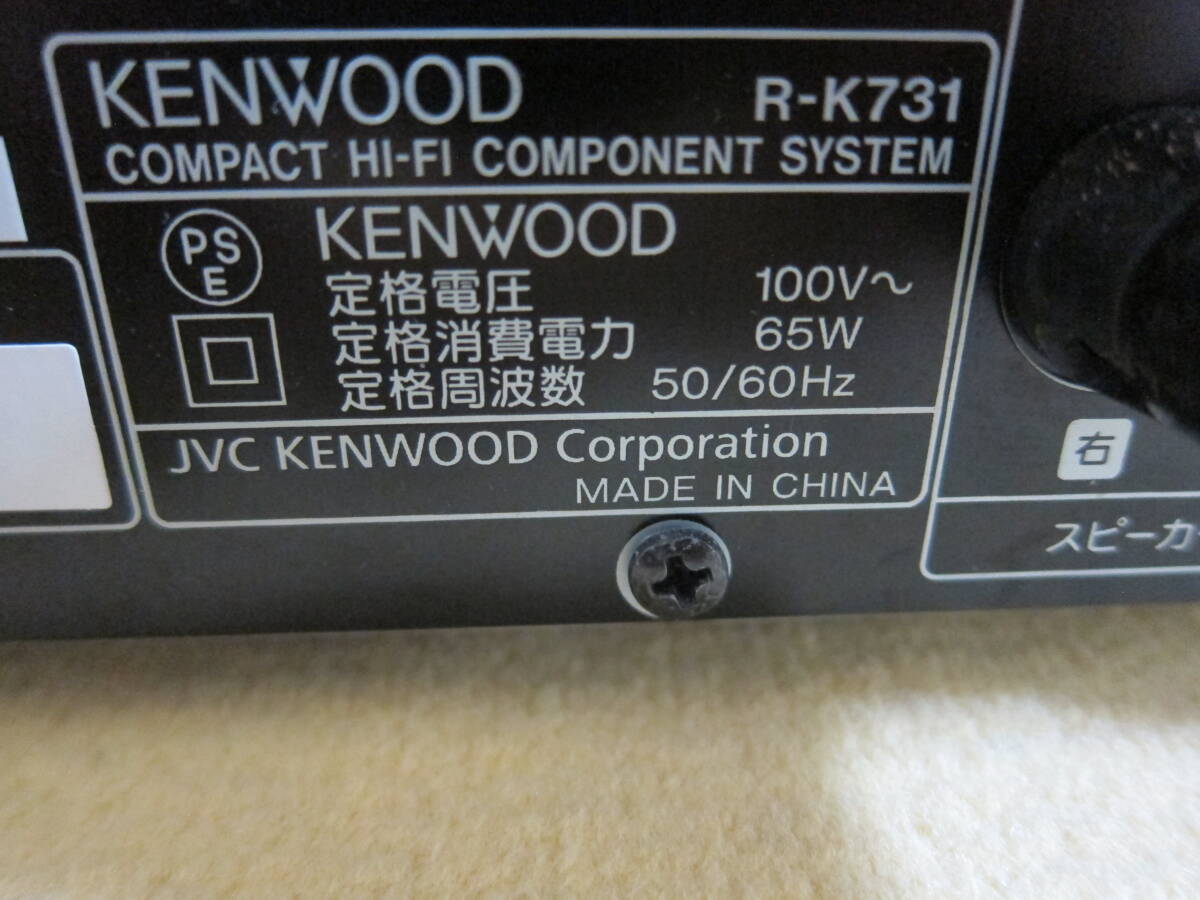 KENWOOD R-K731
COMPACT HI-FI COMPONENT SYSTEM
PS
E
KENWOOD
定格電圧 100V～
定格消費電力 65W
定格周波数 50/60Hz
JVC KENWOOD Corporation
MADE IN CHINA
右
スピーカ